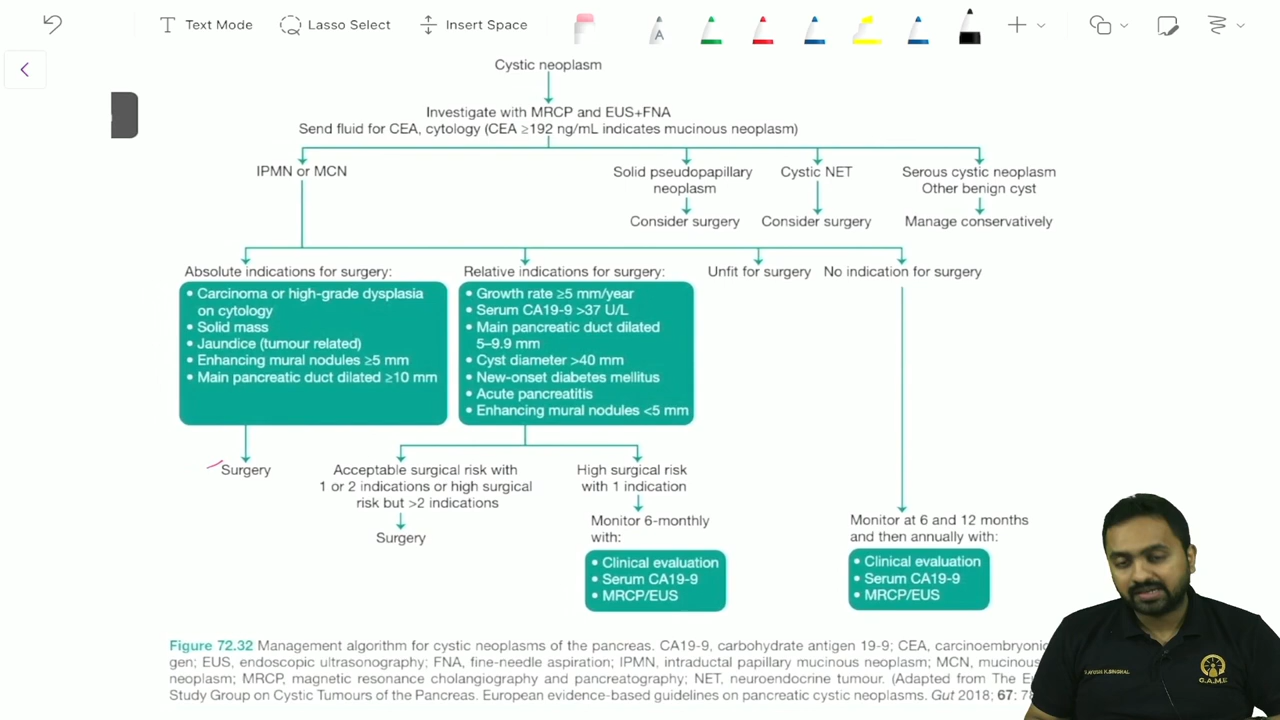 Text Mode
Lasso Select
Insert Space
A
Cystic neoplasm
Investigate with MRCP and EUS+FNA
Send fluid for CEA, cytology (CEA ≥192 ng/mL indicates mucinous neoplasm)
IPMN or MCN
Solid pseudopapillary
neoplasm
Cystic NET
Serous cystic neoplasm
Other benign cyst
Consider surgery
Consider surgery
Manage conservatively
Absolute indications for surgery:
• Carcinoma or high-grade dysplasia
on cytology
• Solid mass
• Jaundice (tumour related)
• Enhancing mural nodules ≥5 mm
• Main pancreatic duct dilated ≥10 mm
Relative indications for surgery:
• Growth rate ≥5 mm/year
• Serum CA19-9 >37 U/L
• Main pancreatic duct dilated
5–9.9 mm
• Cyst diameter >40 mm
• New-onset diabetes mellitus
• Acute pancreatitis
• Enhancing mural nodules <5 mm
Unfit for surgery
No indication for surgery
Surgery
Acceptable surgical risk with
1 or 2 indications or high surgical
risk but >2 indications
Surgery
High surgical risk
with 1 indication
Monitor 6-monthly
with:
• Clinical evaluation
• Serum CA19-9
• MRCP/EUS
Monitor at 6 and 12 months
and then annually with:
• Clinical evaluation
• Serum CA19-9
• MRCP/EUS
Figure 72.32 Management algorithm for cystic neoplasms of the pancreas. CA19-9, carbohydrate antigen 19-9; CEA, carcinoembryonic
gen; EUS, endoscopic ultrasonography; FNA, fine-needle aspiration; IPMN, intraductal papillary mucinous neoplasm; MCN, mucinous
neoplasm; MRCP, magnetic resonance cholangiography and pancreatography; NET, neuroendocrine tumour. (Adapted from The
Study Group on Cystic Tumours of the Pancreas. European evidence-based guidelines on pancreatic cystic neoplasms. Gut 2018; 67:
G.A.M.E